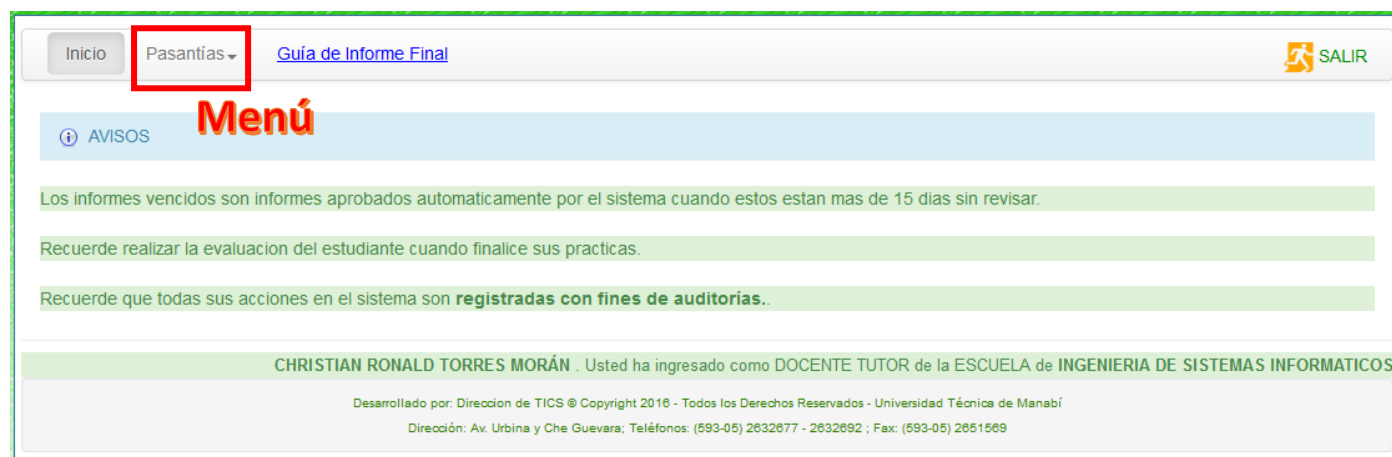 Inicio Pasantías Guía de Informe Final SALIR
Menú
AVISOS
Los informes vencidos son informes aprobados automaticamente por el sistema cuando estos estan mas de 15 dias sin revisar.
Recuerde realizar la evaluacion del estudiante cuando finalice sus practicas.
Recuerde que todas sus acciones en el sistema son registradas con fines de auditorías..
CHRISTIAN RONALD TORRES MORÁN . Usted ha ingresado como DOCENTE TUTOR de la ESCUELA de INGENIERIA DE SISTEMAS INFORMATICOS
Desarrollado por: Direccion de TICS © Copyright 2016 - Todos los Derechos Reservados - Universidad Técnica de Manabí
Dirección: Av. Urbina y Che Guevara; Teléfonos: (593-05) 2632677 - 2632692 ; Fax: (593-05) 2651569